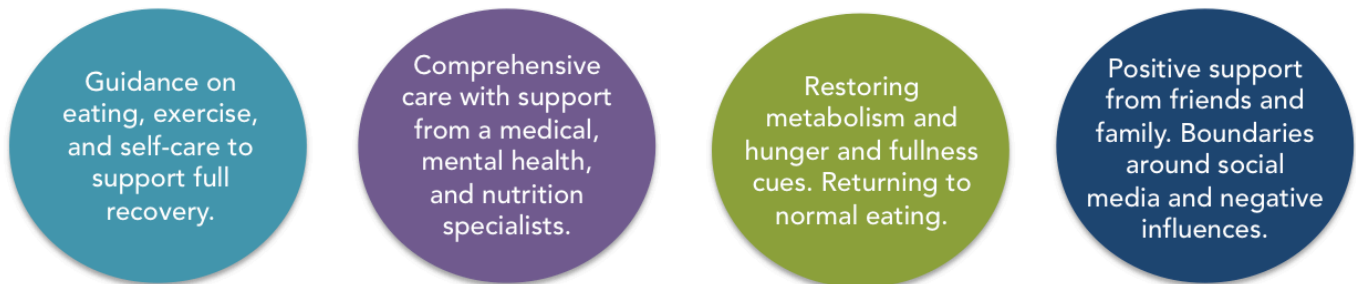 Guidance on
eating, exercise,
and self-care to
support full
recovery.
Comprehensive
care with support
from a medical,
mental health,
and nutrition
specialists.
Restoring
metabolism and
hunger and fullness
cues. Returning to
normal eating.
Positive support
from friends and
family. Boundaries
around social
media and negative
influences.